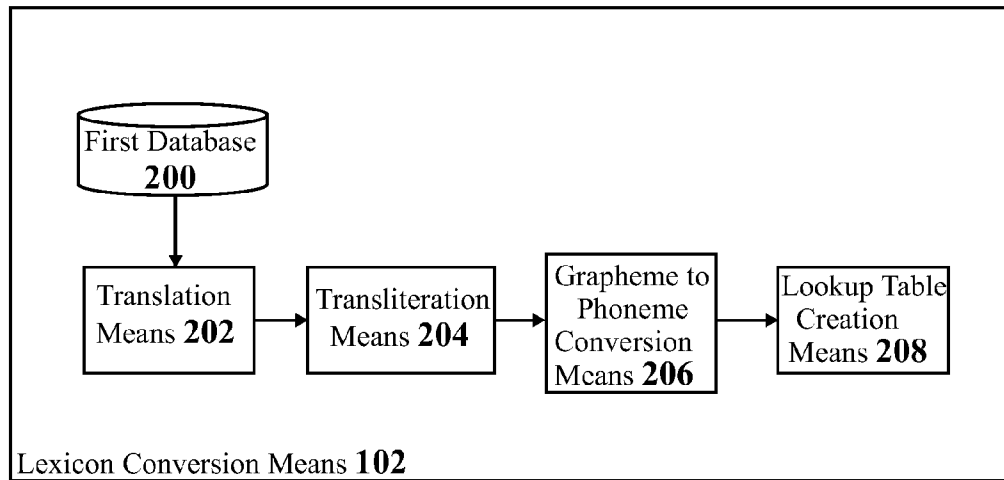 First Database
200
Translation
Means 202
Transliteration
Means 204
Grapheme to
Phoneme
Conversion
Means 206
Lookup Table
Creation
Means 208
Lexicon Conversion Means 102